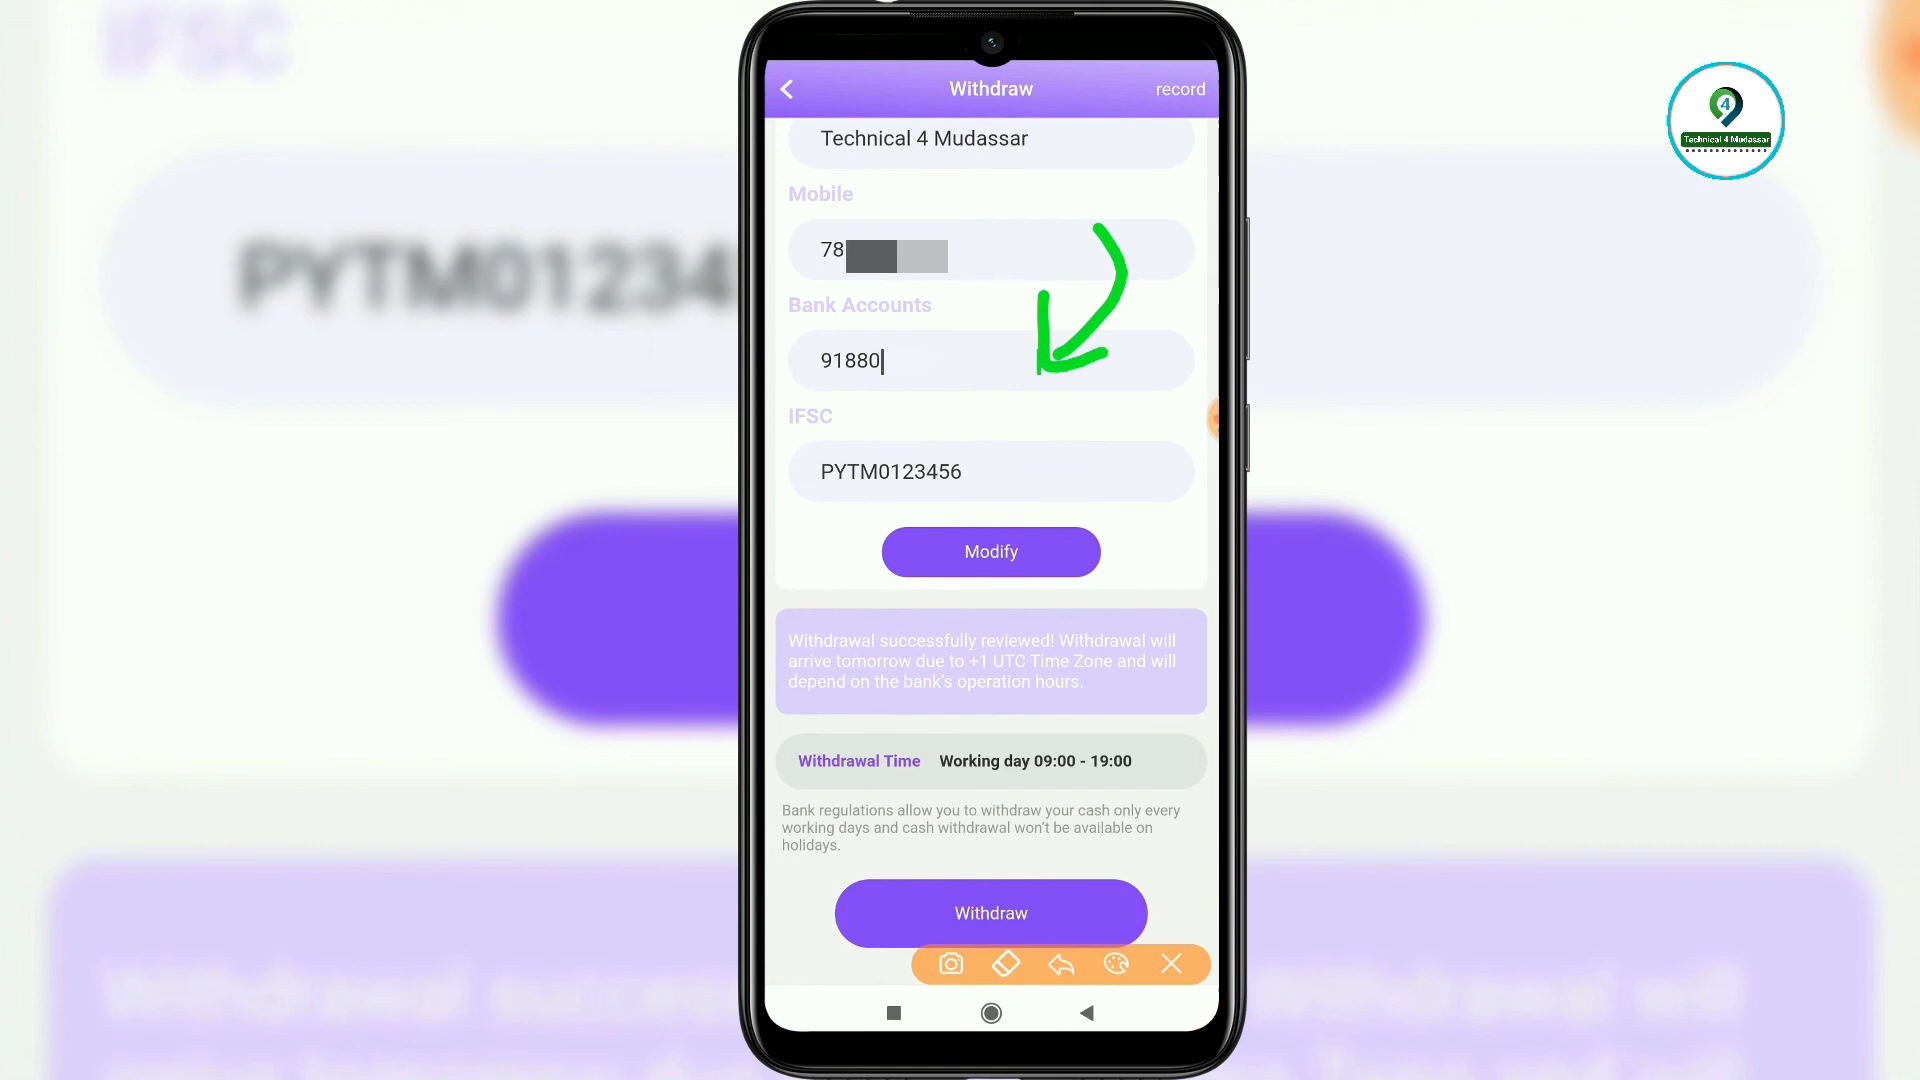 IFSC
PYTM01234
Withdraw
record
Technical 4 Mudassar
Mobile
78
Bank Accounts
91880
IFSC
PYTM0123456
Modify
Withdrawal successfully reviewed! Withdrawal will
arrive tomorrow due to +1 UTC Time Zone and will
depend on the bank's operation hours.
Withdrawal Time Working day 09:00 - 19:00
Bank regulations allow you to withdraw your cash only every
working days and cash withdrawal won't be available on
holidays.
Withdraw
4
Technical 4 Mudassar